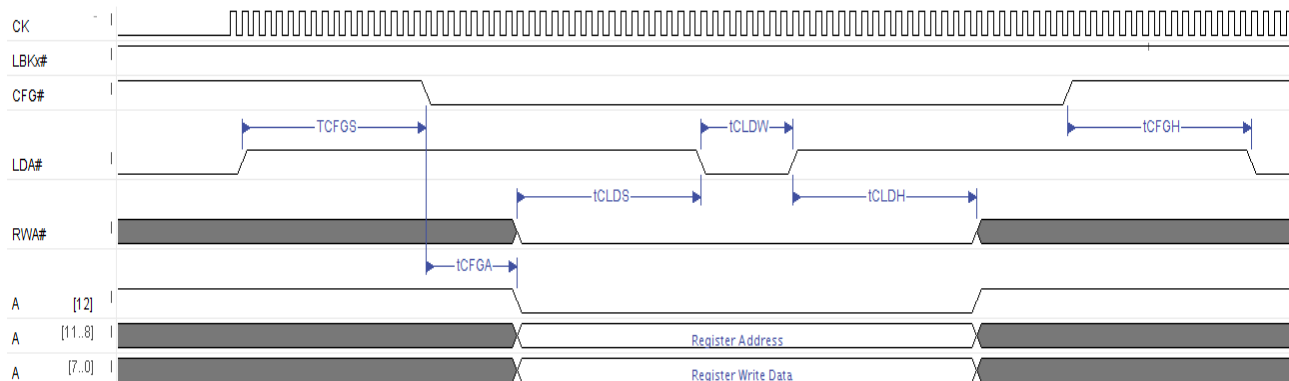 CK
LBKx#
CFG#
TCFGS
tCLDW
tCFGH
LDA#
tCLDS
tCLDH
RWA#
tCFGA
A [12]
A [11..8]
Register Address
A [7..0]
Register Write Data